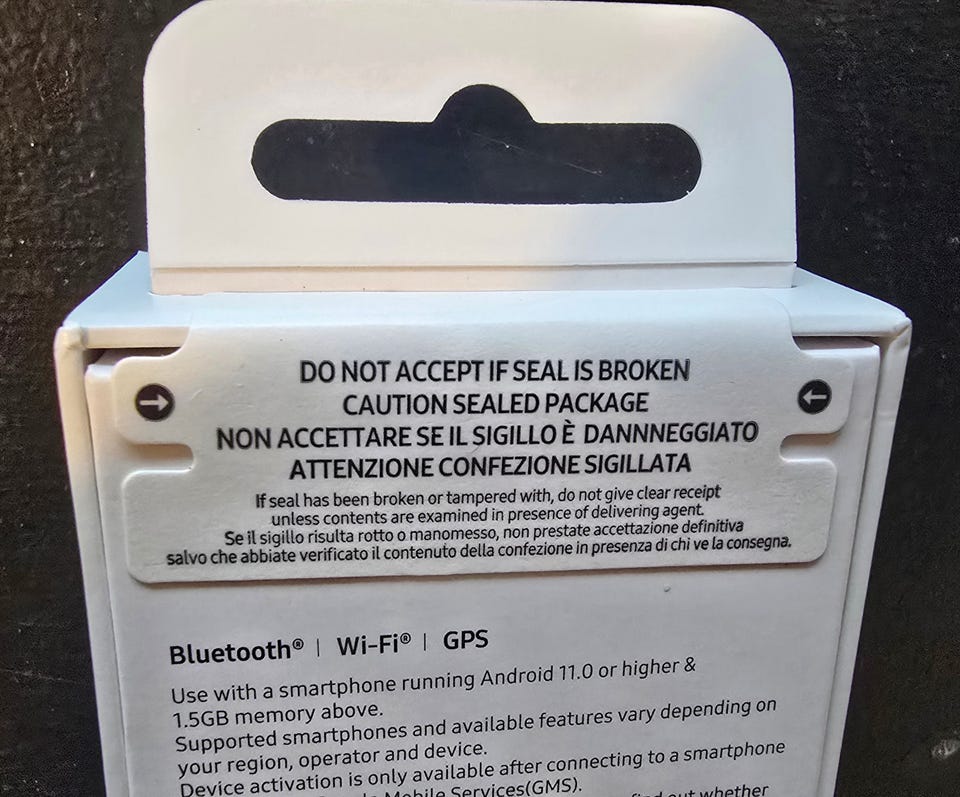 DO NOT ACCEPT IF SEAL IS BROKEN
CAUTION SEALED PACKAGE
NON ACCETTARE SE IL SIGILLO È DANNNEGGIATO
ATTENZIONE CONFEZIONE SIGILLATA
If seal has been broken or tampered with, do not give clear receipt
unless contents are examined in presence of delivering agent.
Se il sigillo risulta rotto o manomesso, non prestate accettazione definitiva
salvo che abbiate verificato il contenuto della confezione in presenza di chi ve la consegna.
Bluetooth® | Wi-Fi® | GPS
Use with a smartphone running Android 11.0 or higher &
1.5GB memory above.
Supported smartphones and available features vary depending on
your region, operator and device.
Device activation is only available after connecting to a smartphone
Mobile Services(GMS).
find out whether